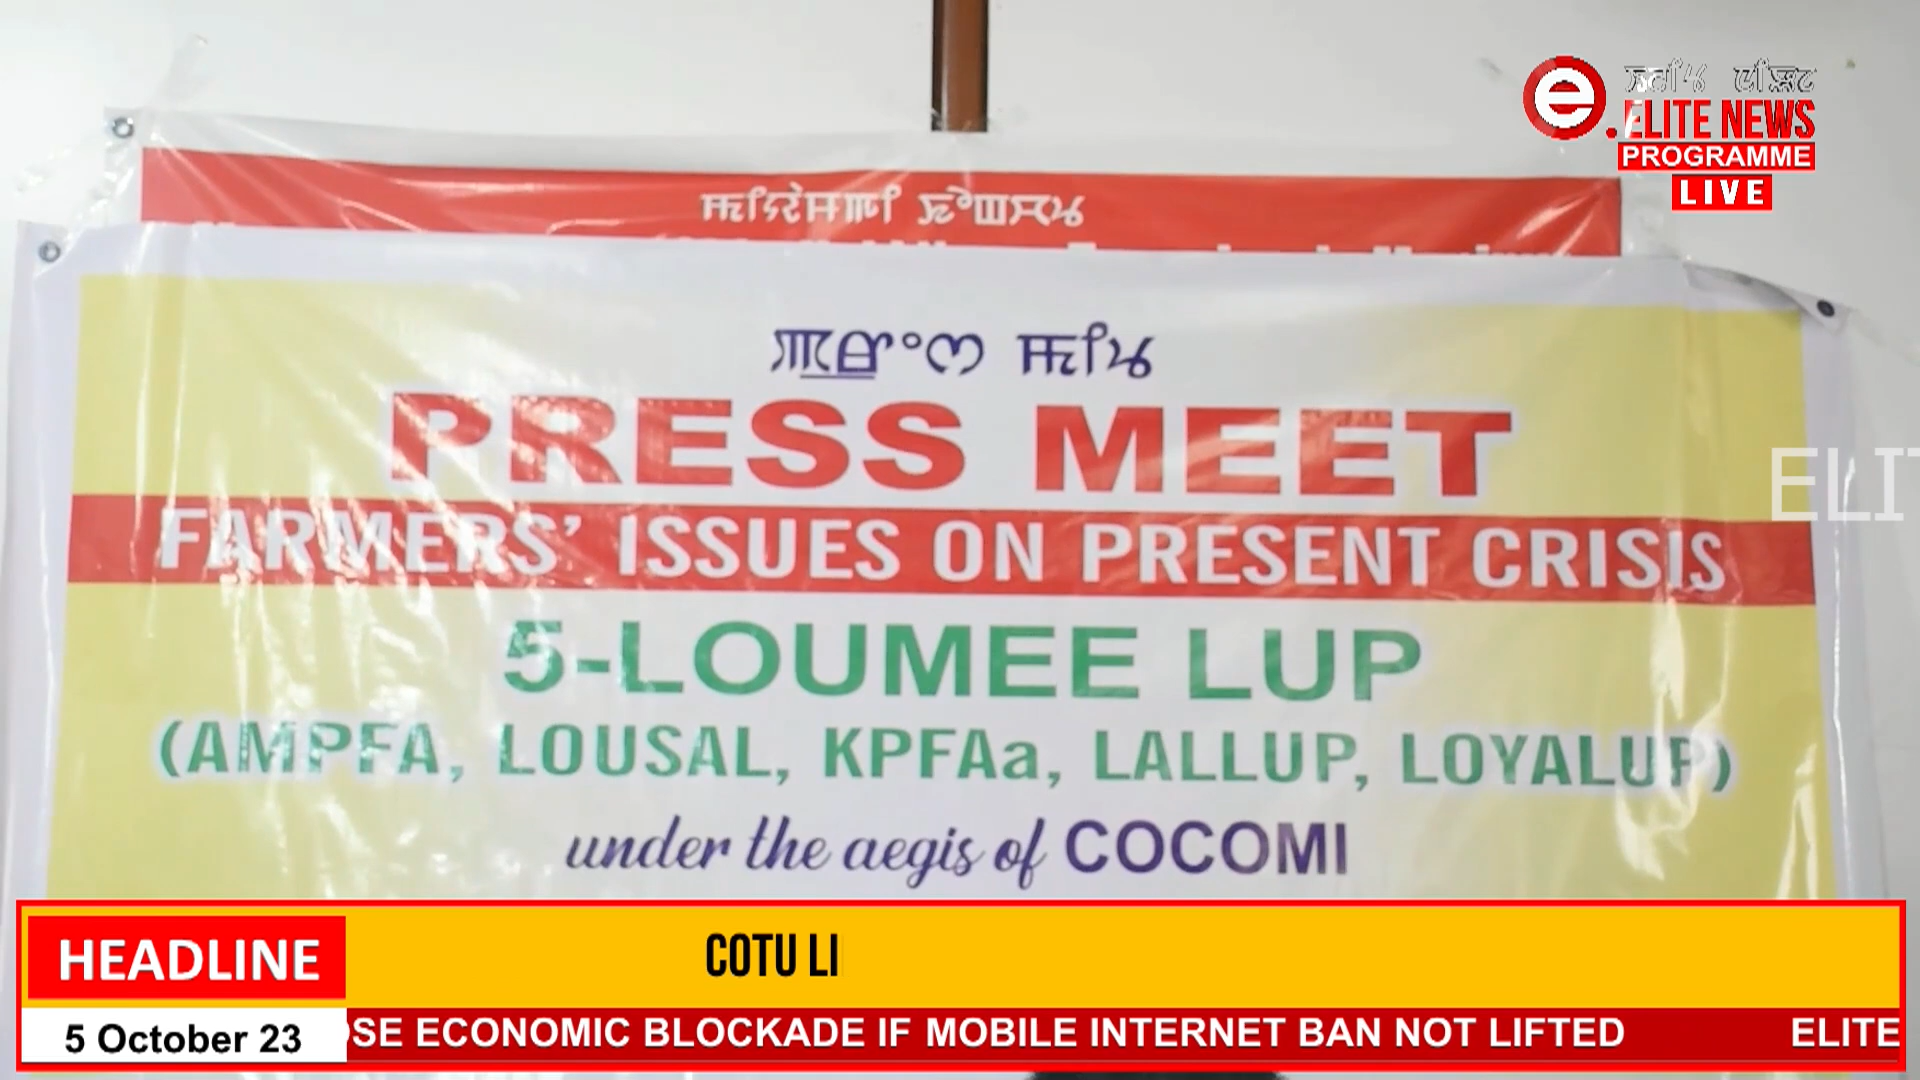 ELITE NEWS
PROGRAMME
LIVE
PRESS MEET
FARMERS' ISSUES ON PRESENT CRISIS
5-LOUMEE LUP
(AMPFA, LOUSAL, KPFAa, LALLUP, LOYALUP)
under the aegis of COCOMI
ELIT
HEADLINE
COTU LI
5 October 23
OSE ECONOMIC BLOCKADE IF MOBILE INTERNET BAN NOT LIFTED ELITE